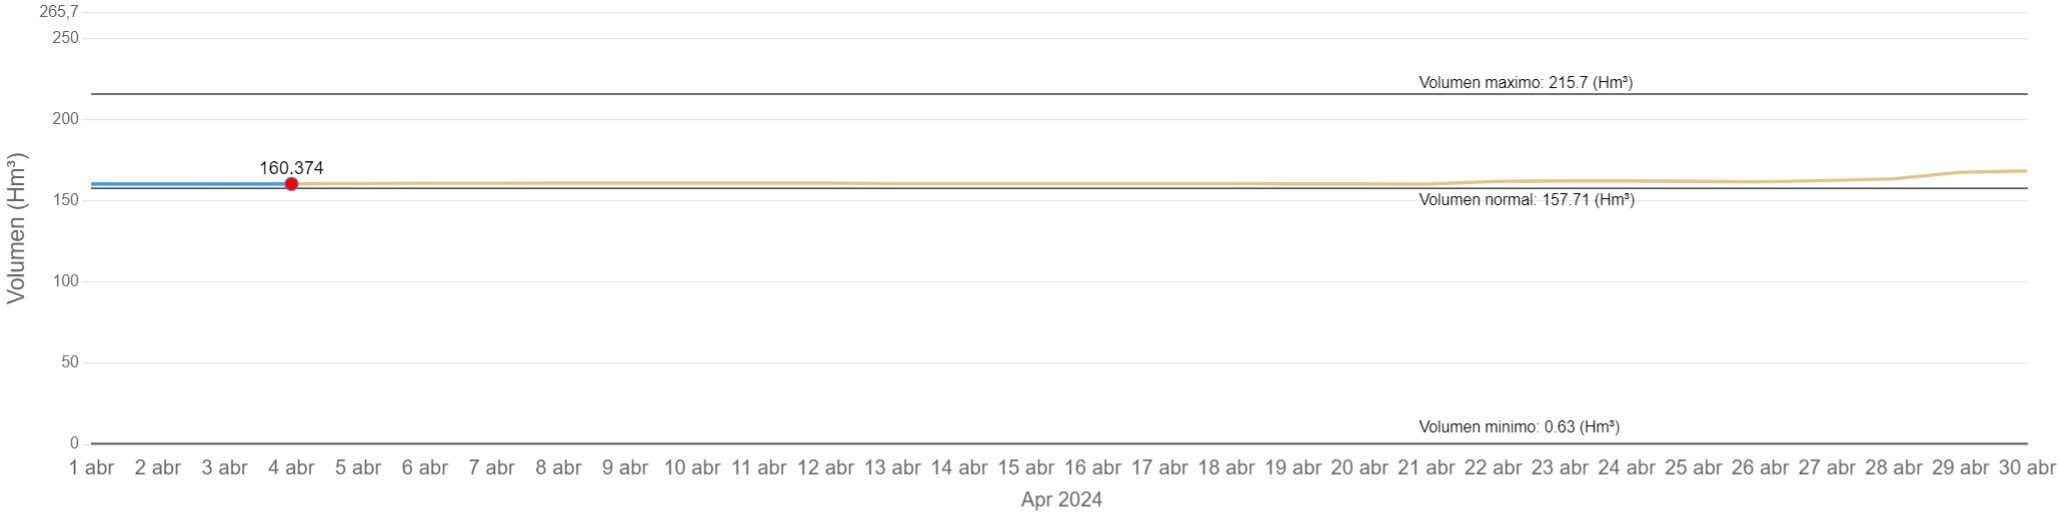 265,7
250
Volumen maximo: 215.7 (Hm³)
200
160.374
150
Volumen normal: 157.71 (Hm³)
Volumen (Hm³)
100
50
Volumen minimo: 0.63 (Hm³)
0
1 abr 2 abr 3 abr 4 abr 5 abr 6 abr 7 abr 8 abr 9 abr 10 abr 11 abr 12 abr 13 abr 14 abr 15 abr 16 abr 17 abr 18 abr 19 abr 20 abr 21 abr 22 abr 23 abr 24 abr 25 abr 26 abr 27 abr 28 abr 29 abr 30 abr
Apr 2024